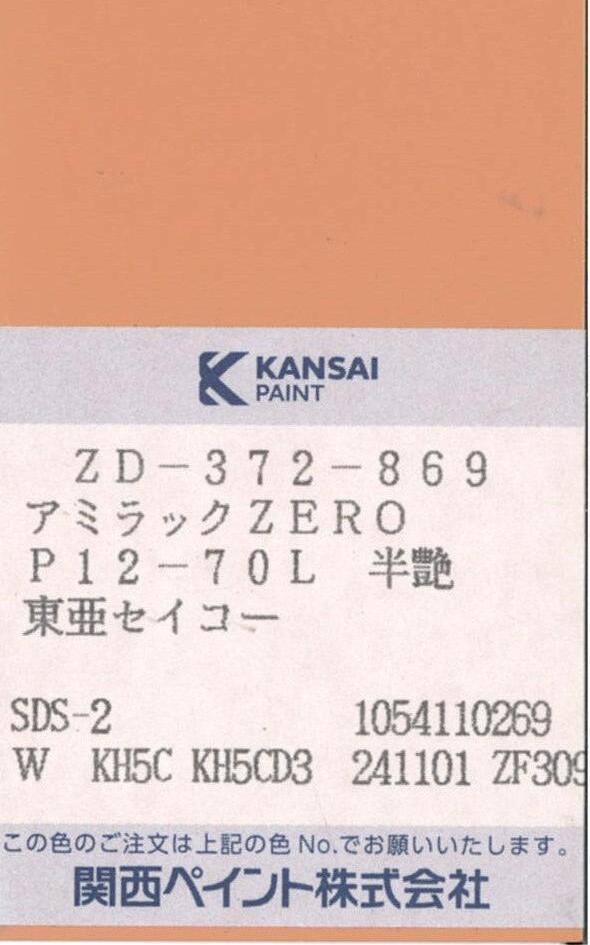 KANSAI
PAINT
ZD-372-869
アミラックZERO
P12-70L 半艶
東亜セイコー
SDS-2 1054110269
W KH5C KH5CD3 241101 ZF309
この色のご注文は上記の色No.でお願いいたします。
関西ペイント株式会社